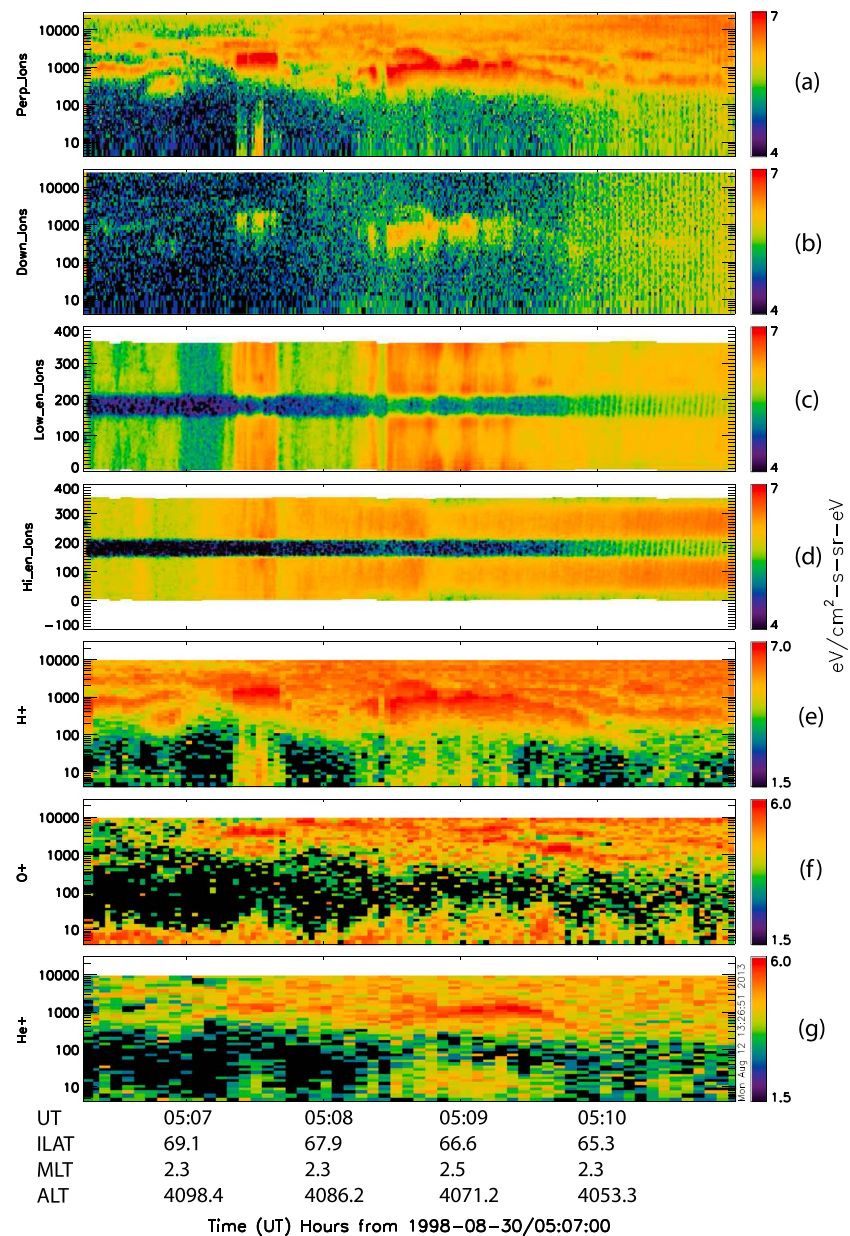 10000
1000
100
10
Perp_Ions
7
4
(a)
10000
1000
100
10
Down_Ions
7
4
(b)
400
300
200
100
0
Low_en_Ions
7
4
(c)
400
300
200
100
0
-100
Hi_en_Ions
7
4
(d)
eV/cm²-s-sr-eV
10000
1000
100
10
H+
7.0
1.5
(e)
10000
1000
100
10
O+
6.0
1.5
(f)
10000
1000
100
10
He+
6.0
1.5
(g)
Mon Aug 12 13:26:51 2013
UT 05:07 05:08 05:09 05:10
ILAT 69.1 67.9 66.6 65.3
MLT 2.3 2.3 2.5 2.3
ALT 4098.4 4086.2 4071.2 4053.3
Time (UT) Hours from 1998-08-30/05:07:00